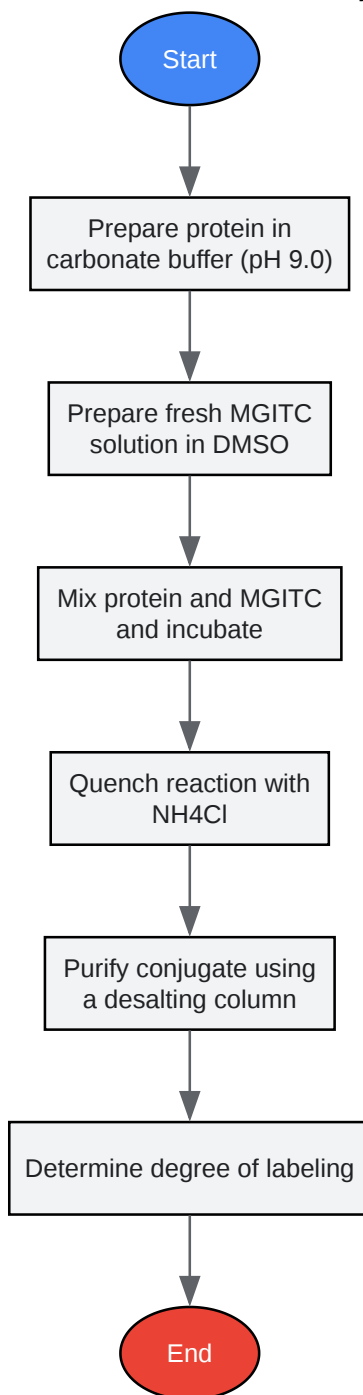 Start
Prepare protein in
carbonate buffer (pH 9.0)
Prepare fresh MGITC
solution in DMSO
Mix protein and MGITC
and incubate
Quench reaction with
NH4Cl
Purify conjugate using
a desalting column
Determine degree of labeling
End